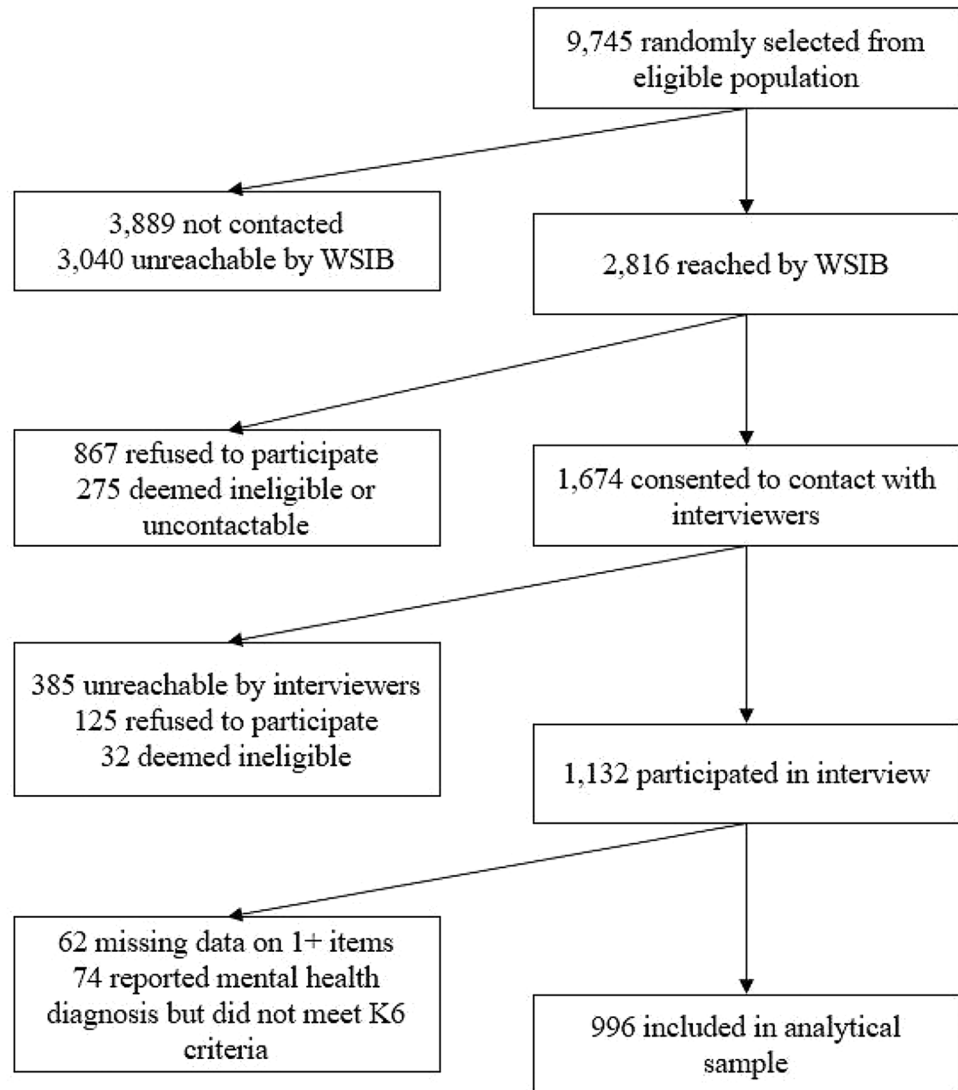 9,745 randomly selected from
eligible population
3,889 not contacted
3,040 unreachable by WSIB
2,816 reached by WSIB
867 refused to participate
275 deemed ineligible or
uncontactable
1,674 consented to contact with
interviewers
385 unreachable by interviewers
125 refused to participate
32 deemed ineligible
1,132 participated in interview
62 missing data on 1+ items
74 reported mental health
diagnosis but did not meet K6
criteria
996 included in analytical
sample